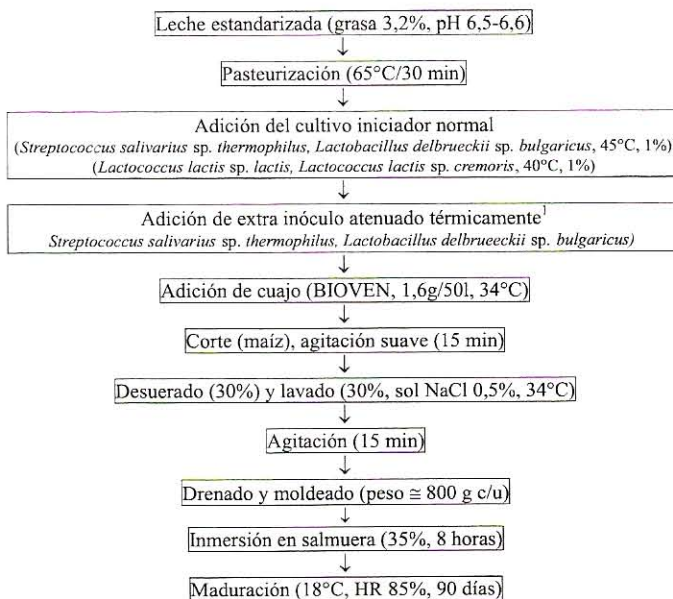 Leche estandarizada (grasa 3,2%, pH 6,5-6,6)
↓
Pasteurización (65°C/30 min)
↓
Adición del cultivo iniciador normal
(Streptococcus salivarius sp. thermophilus, Lactobacillus delbrueckii sp. bulgaricus, 45°C, 1%)
(Lactococcus lactis sp. lactis, Lactococcus lactis sp. cremoris, 40°C, 1%)
↓
Adición de extra inóculo atenuado térmicamente¹
Streptococcus salivarius sp. thermophilus, Lactobacillus delbrueeckii sp. bulgaricus)
↓
Adición de cuajo (BIOVEN, 1,6g/50l, 34°C)
↓
Corte (maíz), agitación suave (15 min)
↓
Desuerado (30%) y lavado (30%, sol NaCl 0,5%, 34°C)
↓
Agitación (15 min)
↓
Drenado y moldeado (peso ≅ 800 g c/u)
↓
Inmersión en salmuera (35%, 8 horas)
↓
Maduración (18°C, HR 85%, 90 días)